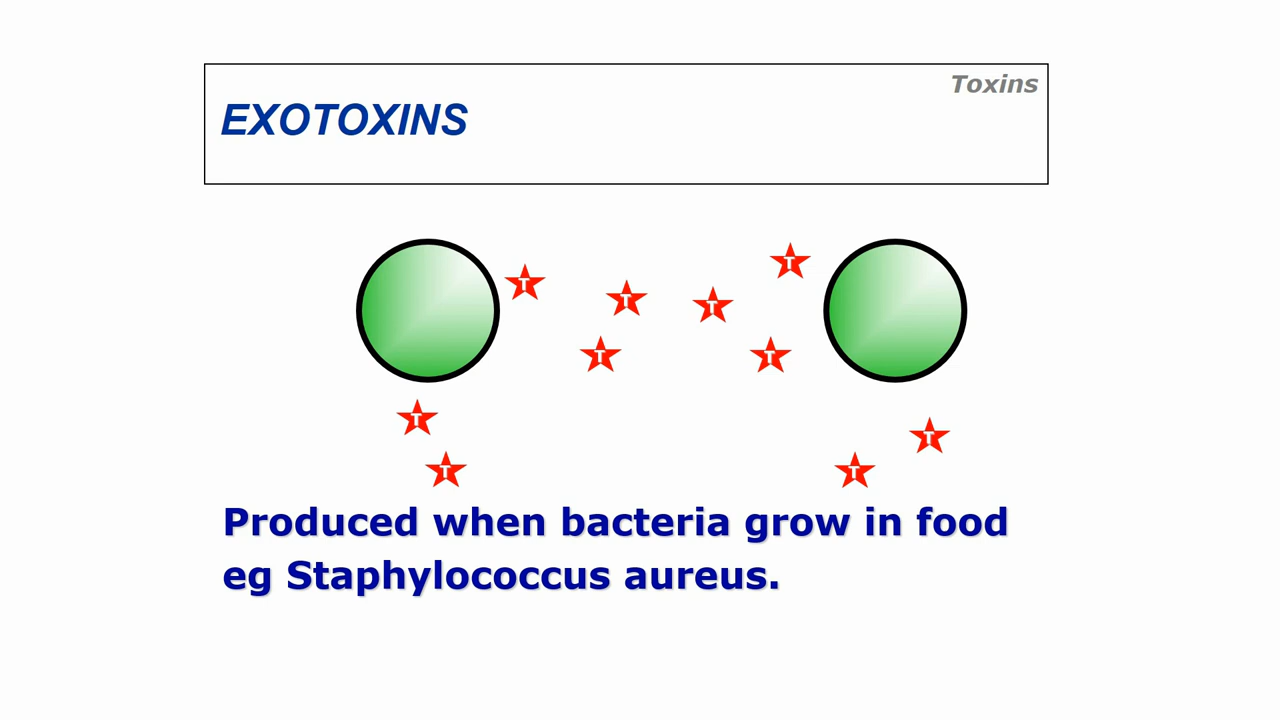 Toxins
EXOTOXINS
T
T
T
T
T
T
T
T
T
T
Produced when bacteria grow in food
eg Staphylococcus aureus.